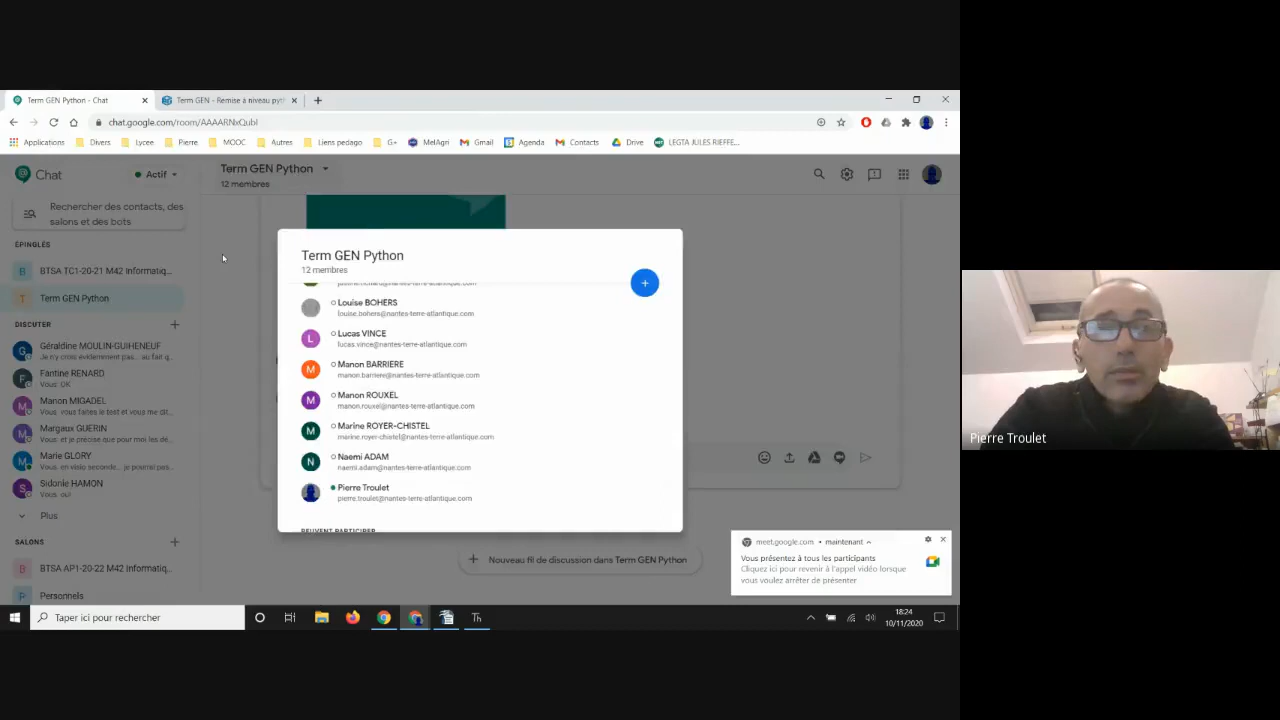 Term GEN Python - Chat
Term GEN - Remise à niveau pyth
chat.google.com/room/AAAARNxQubI
Applications
Divers
Lycee
Pierre
MOOC
Autres
Liens pedago
G+
MelAgri
Gmail
Agenda
Contacts
Drive
LEGTA JULES RIEFFE...
Chat
Actif
Term GEN Python
12 membres
Rechercher des contacts, des
salons et des bots
ÉPINGLÉS
B
BTSA TC1-20-21 M42 Informatiq...
T
Term GEN Python
DISCUTER
Géraldine MOULIN-GUIHENEUF
Je n'y crois evidemment pas... au fait q...
Fantine RENARD
Vous: OK
Manon MIGADEL
Vous: vous faites le test et vous me dit...
Margaux GUERIN
Vous: et je précise que pour moi les dé...
Marie GLORY
Vous: en visio seconde... je pourrai pas...
Sidonie HAMON
Vous: oui
Plus
SALONS
B
BTSA AP1-20-22 M42 Informatiq...
P
Personnels
Term GEN Python
12 membres
Louise BOHERS
louise.bohers@nantes-terre-atlantique.com
L
Lucas VINCE
lucas.vince@nantes-terre-atlantique.com
M
Manon BARRIERE
manon.barriere@nantes-terre-atlantique.com
M
Manon ROUXEL
manon.rouxel@nantes-terre-atlantique.com
M
Marine ROYER-CHISTEL
marine.royer-chistel@nantes-terre-atlantique.com
N
Naemi ADAM
naemi.adam@nantes-terre-atlantique.com
Pierre Troulet
pierre.troulet@nantes-terre-atlantique.com
PEUVENT PARTICIPER
Nouveau fil de discussion dans Term GEN Python
meet.google.com • maintenant
Vous présentez à tous les participants
Cliquez ici pour revenir à l'appel vidéo lorsque
vous voulez arrêter de présenter
Taper ici pour rechercher
Th
18:24
10/11/2020
Pierre Troulet